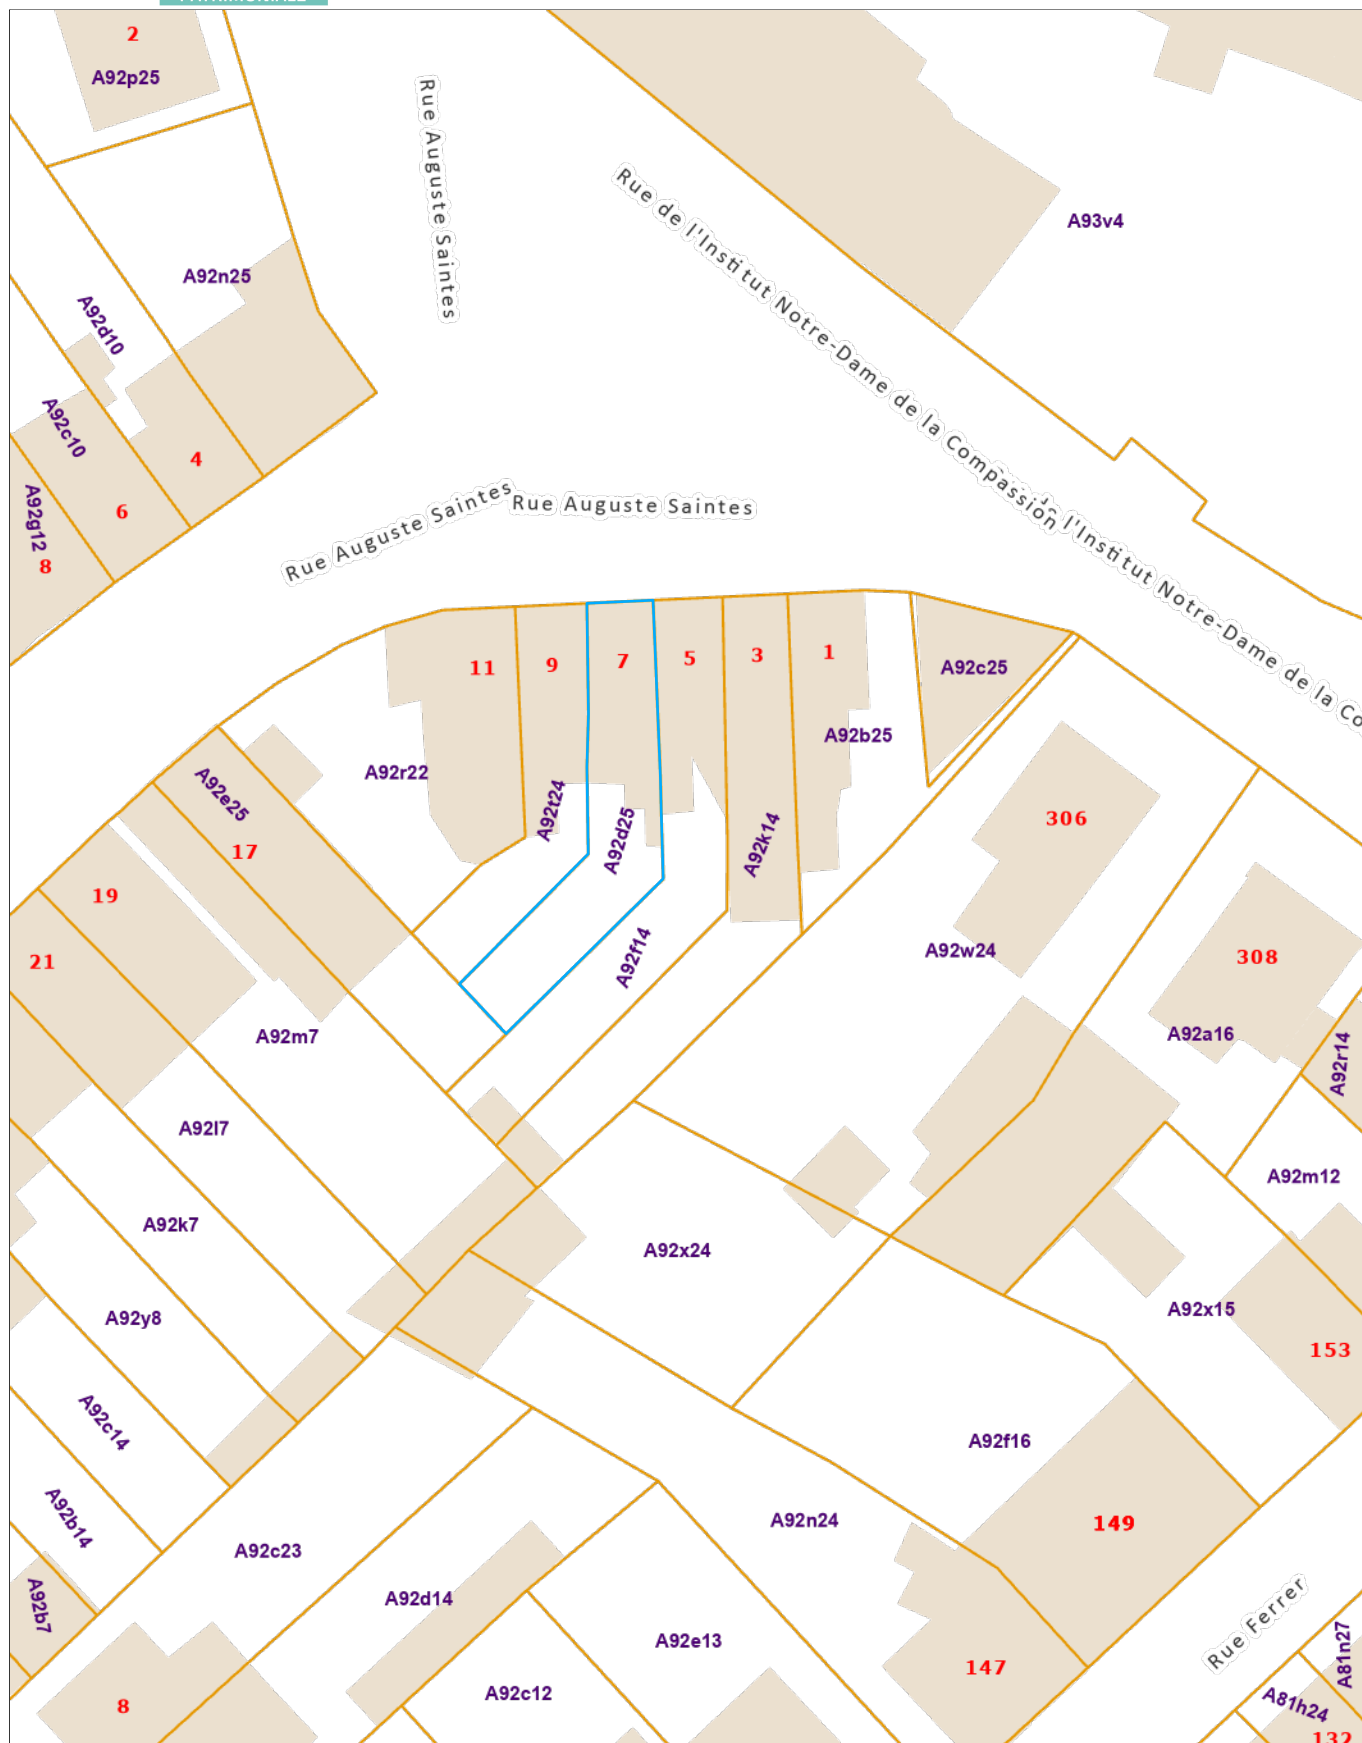 2
A92p25
Rue Auguste Saintes
Rue de l'Institut Notre-Dame de la Compassion
A93v4
A92n25
A92d10
A92c10
4
6
A92g12
8
Rue Auguste Saintes
Rue Auguste Saintes
l'Institut Notre-Dame de la Co
11
9
7
5
3
1
A92c25
A92b25
A92r22
A92e25
17
A92t24
A92d25
A92k14
306
19
21
A92f14
A92w24
308
A92a16
A92r14
A92m7
A92l7
A92k7
A92m12
A92x24
A92y8
A92x15
153
A92c14
A92f16
A92b14
A92n24
149
A92c23
A92b7
A92d14
A92e13
Rue Ferrer
A81n27
147
A92c12
8
A81h24
132